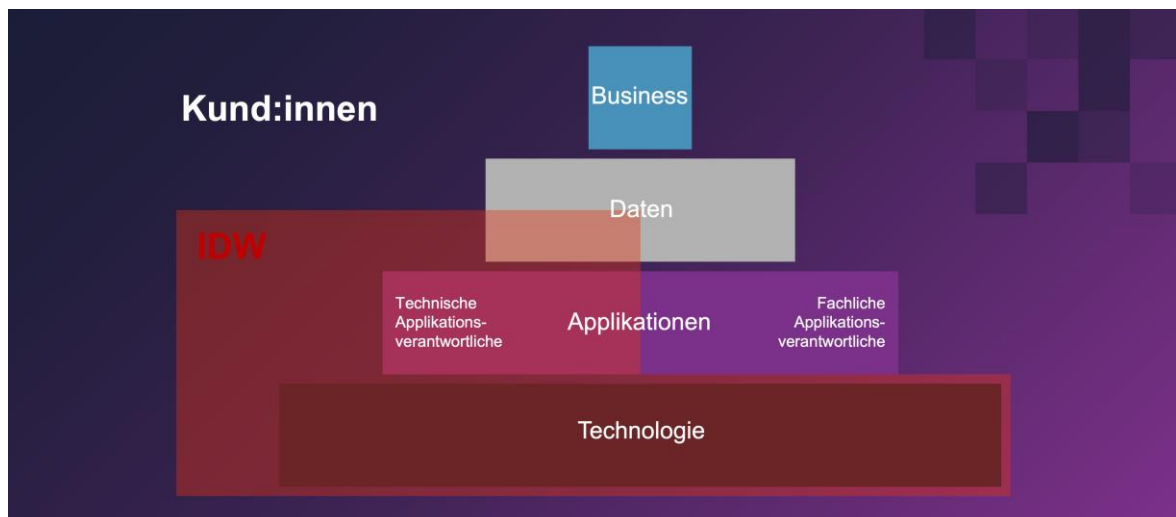 Kund:innen
Business
Daten
IDW
Technische
Applikations-
verantwortliche
Applikationen
Fachliche
Applikations-
verantwortliche
Technologie